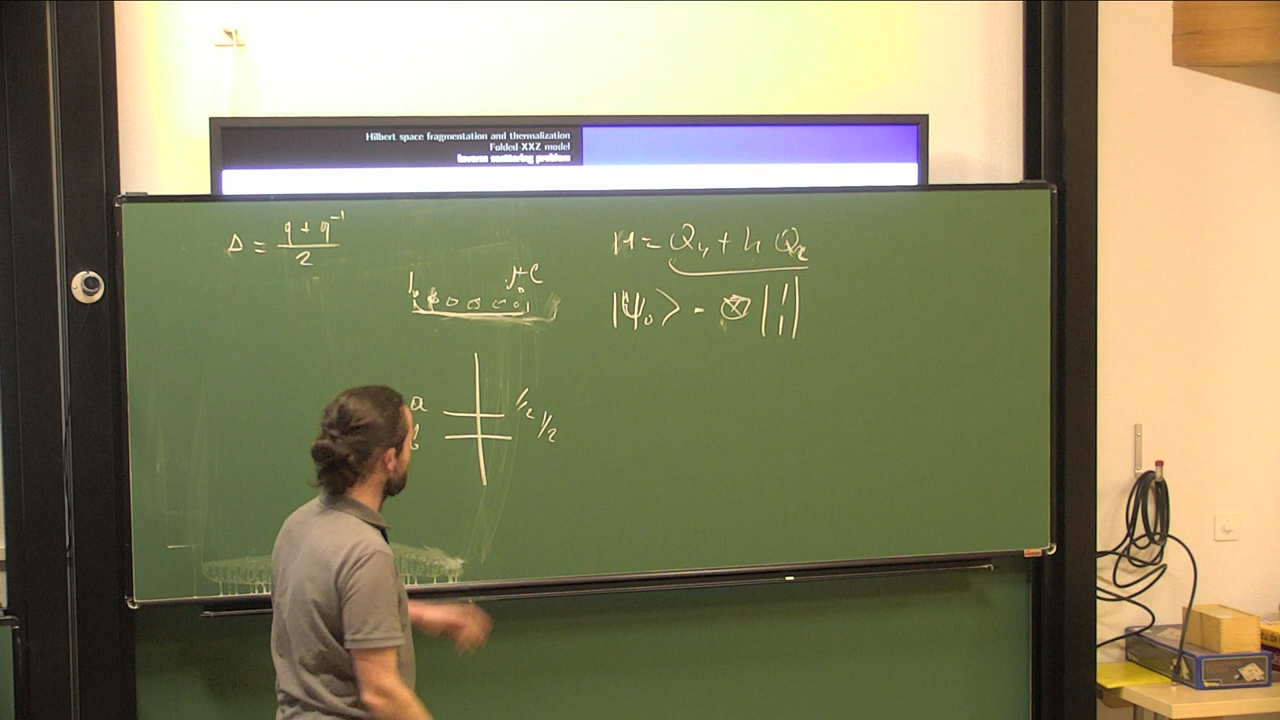 Hilbert space fragmentation and thermalization
Folded-XXZ model
Inverse scattering problem
Δ = (q + q⁻¹) / 2
H = Q₄ + h Q₂
|ψ₀⟩ = ⊗
a
b
1/2
1/2